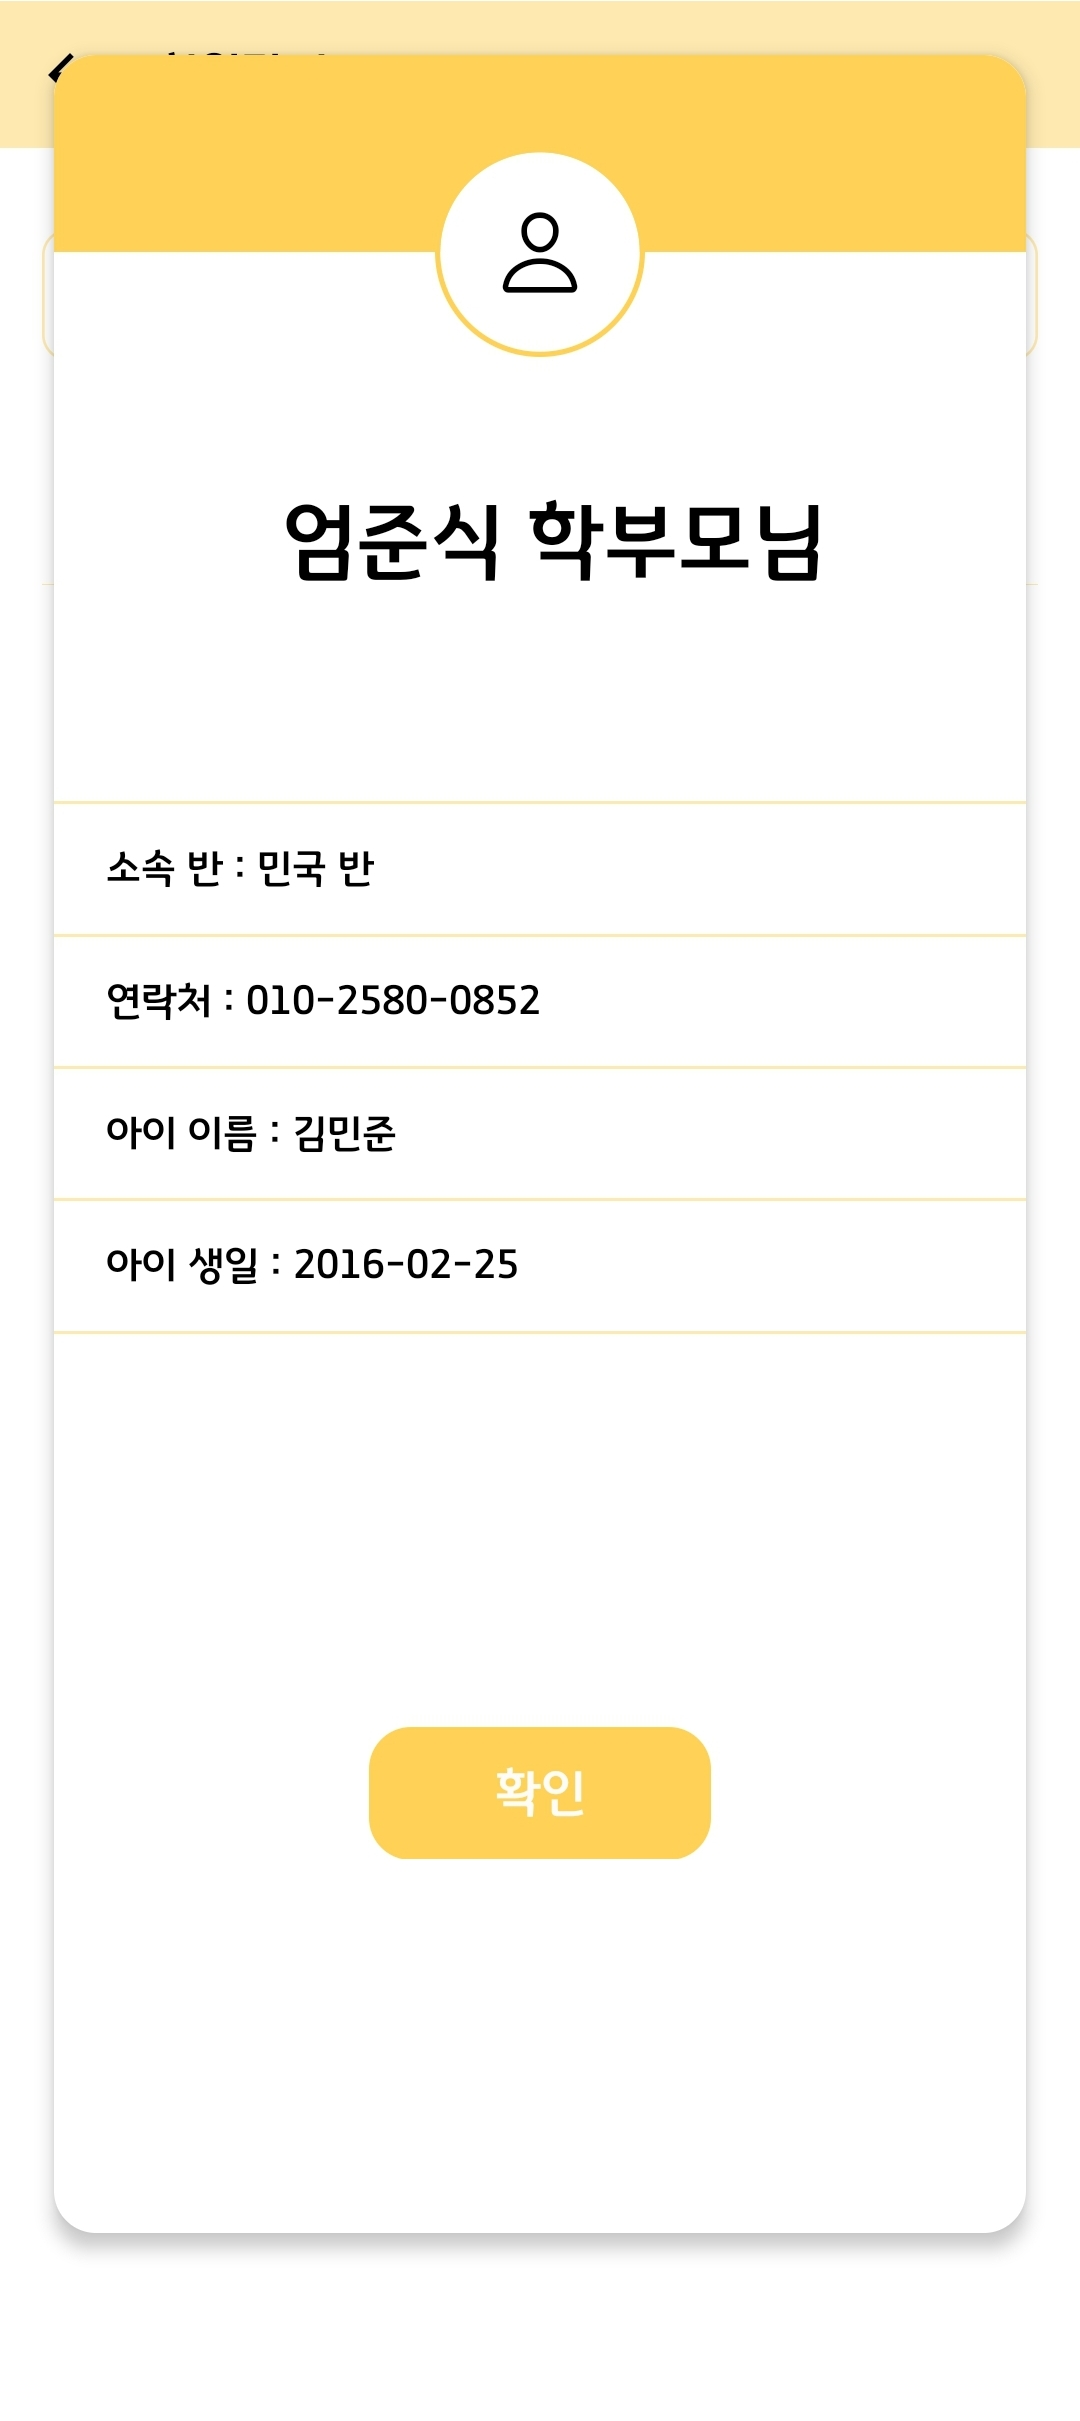 엄준식 학부모님
소속 반 : 민국 반
연락처 : 010-2580-0852
아이 이름 : 김민준
아이 생일 : 2016-02-25
확인